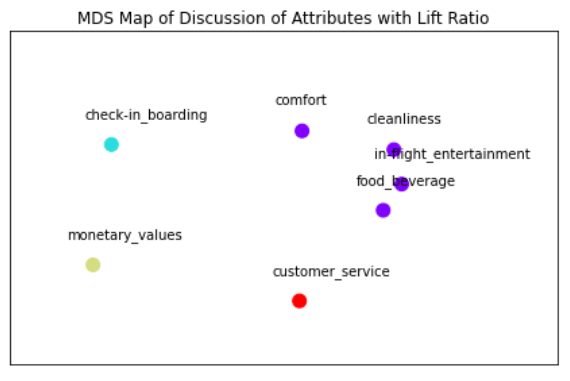 MDS Map of Discussion of Attributes with Lift Ratio
comfort
check-in_boarding
cleanliness
in-flight_entertainment
food_beverage
monetary_values
customer_service